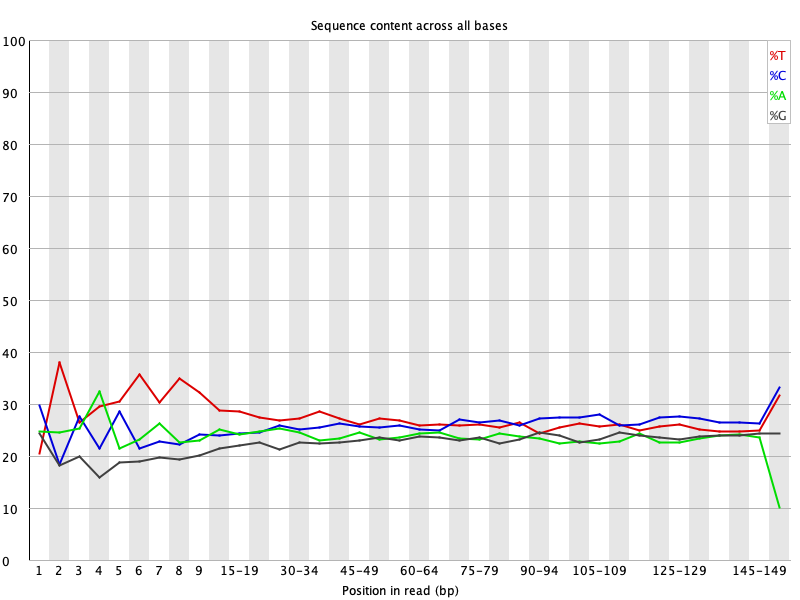 Sequence content across all bases
100
90
80
70
60
50
40
30
20
10
0
%T
%C
%A
%G
1 2 3 4 5 6 7 8 9 15-19 30-34 45-49 60-64 75-79 90-94 105-109 125-129 145-149
Position in read (bp)